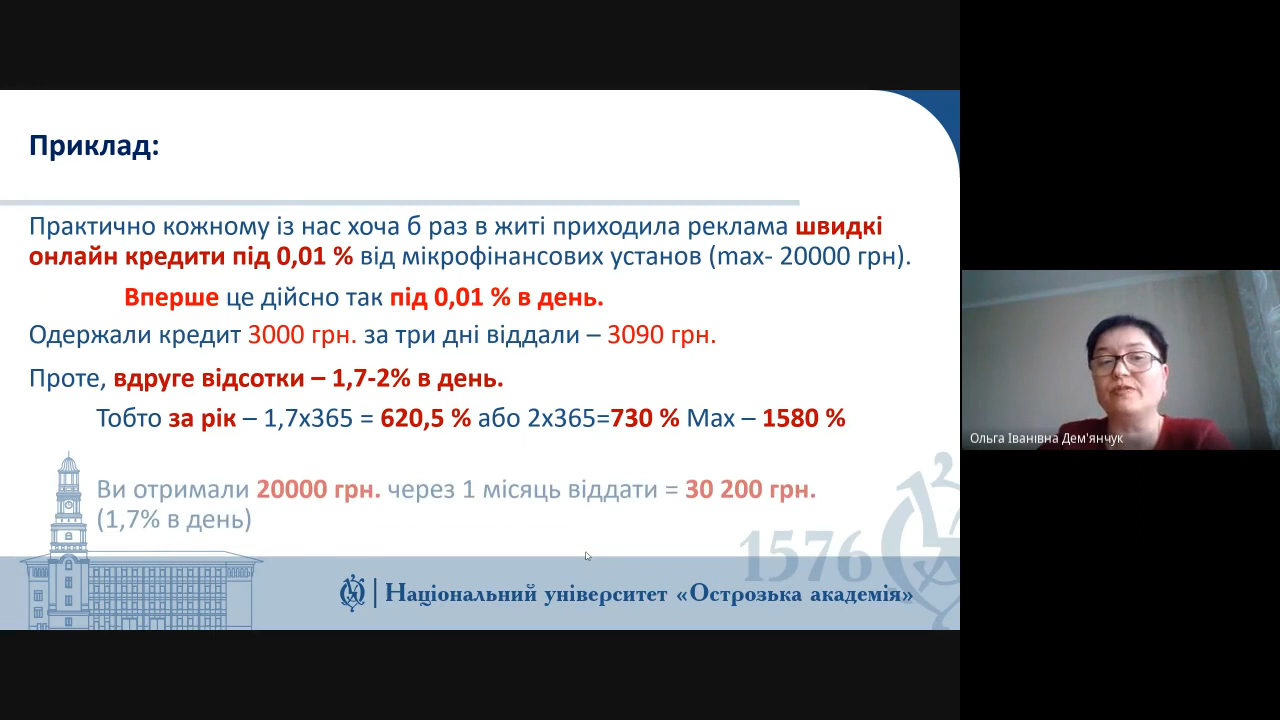 Приклад:
Практично кожному із нас хоча б раз в житі приходила реклама швидкі
онлайн кредити під 0,01 % від мікрофінансових установ (max- 20000 грн).
Вперше це дійсно так під 0,01 % в день.
Одержали кредит 3000 грн. за три дні віддали – 3090 грн.
Проте, вдруге відсотки – 1,7-2% в день.
Тобто за рік – 1,7х365 = 620,5 % або 2х365=730 % Мах – 1580 %
Ви отримали 20000 грн. через 1 місяць віддати = 30 200 грн.
(1,7% в день)
1576
Національний університет «Острозька академія»
Ольга Іванівна Дем'янчук